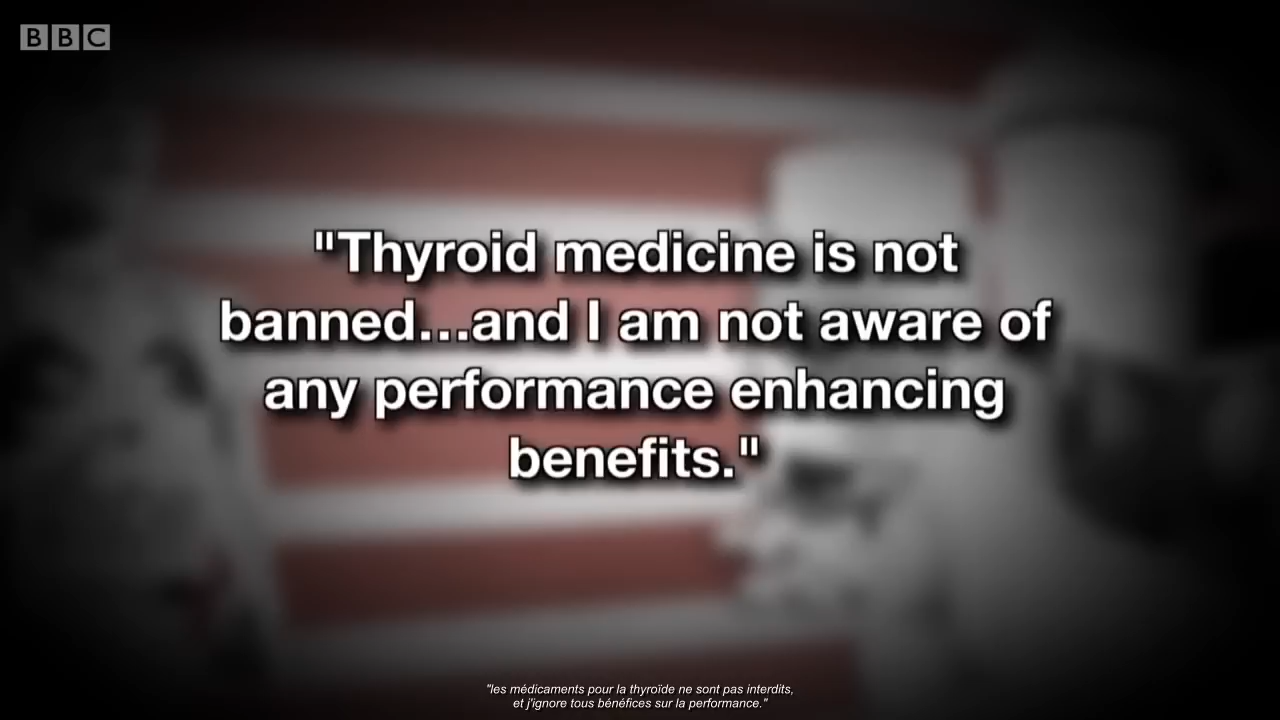 BBC
"Thyroid medicine is not
banned...and I am not aware of
any performance enhancing
benefits."
"les médicaments pour la thyroïde ne sont pas interdits,
et j'ignore tous bénéfices sur la performance."